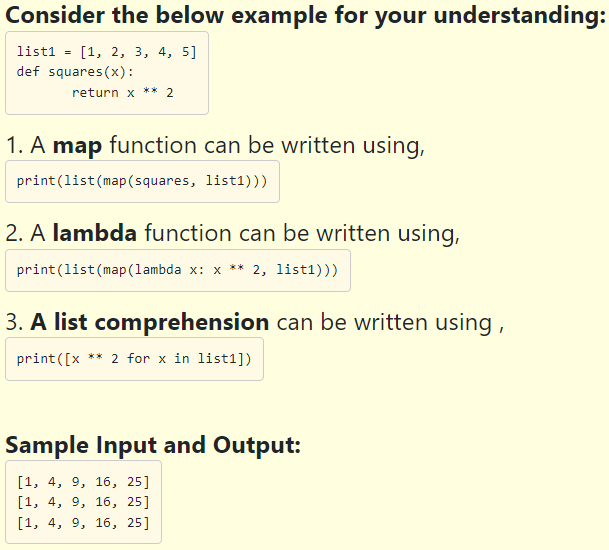 Consider the below example for your understanding:
list1 = [1, 2, 3, 4, 5]
def squares(x):
       return x ** 2
1. A map function can be written using,
print(list(map(squares, list1)))
2. A lambda function can be written using,
print(list(map(lambda x: x ** 2, list1)))
3. A list comprehension can be written using ,
print([x ** 2 for x in list1])
Sample Input and Output:
[1, 4, 9, 16, 25]
[1, 4, 9, 16, 25]
[1, 4, 9, 16, 25]